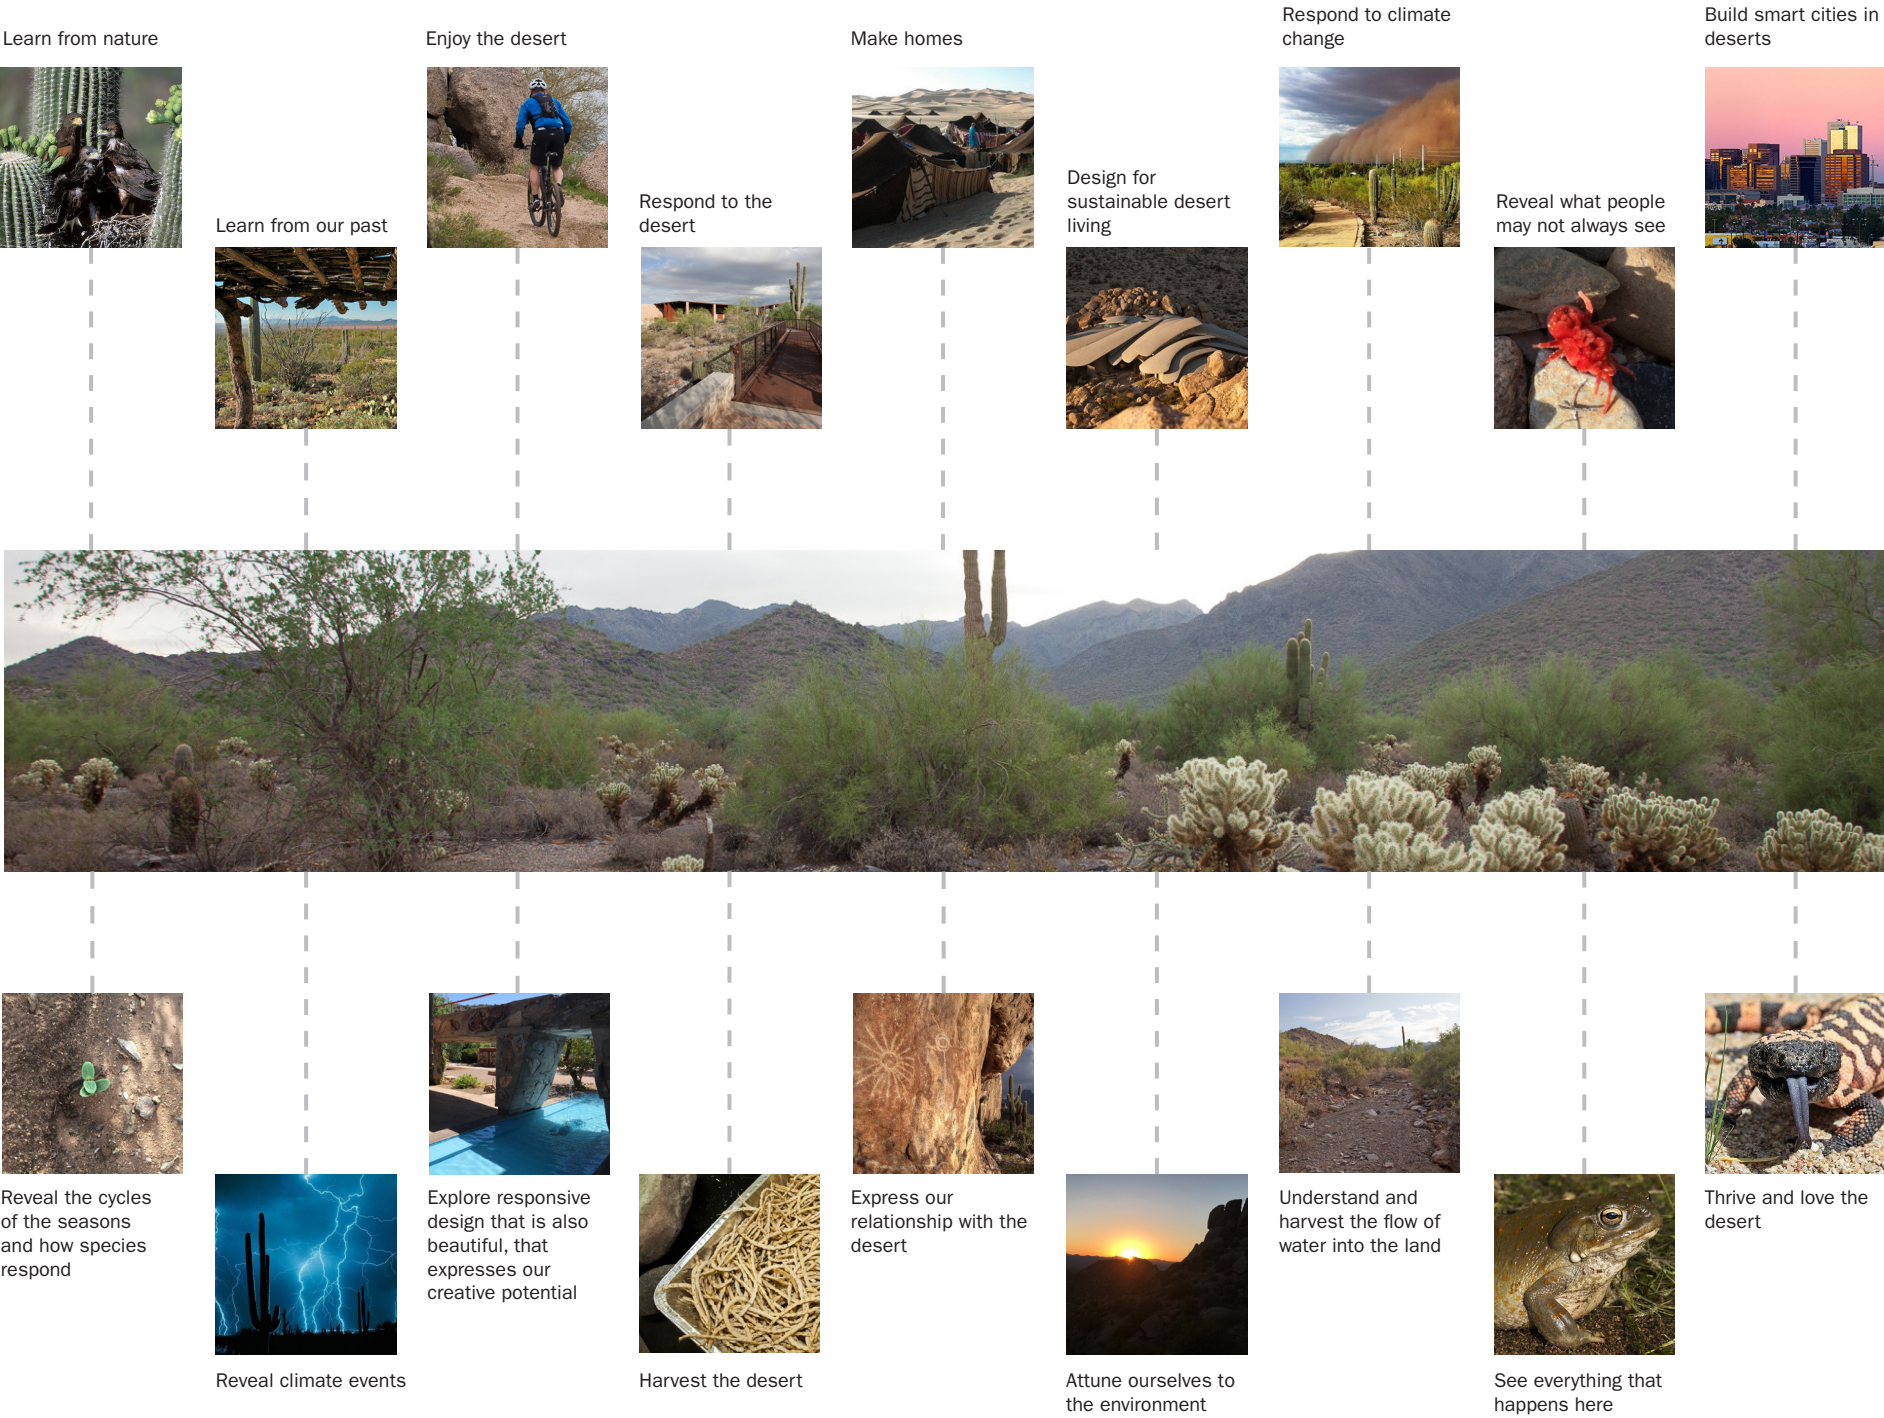 Learn from nature
Learn from our past
Enjoy the desert
Respond to the
desert
Make homes
Design for
sustainable desert
living
Respond to climate
change
Reveal what people
may not always see
Build smart cities in
deserts
Reveal the cycles
of the seasons
and how species
respond
Reveal climate events
Explore responsive
design that is also
beautiful, that
expresses our
creative potential
Harvest the desert
Express our
relationship with the
desert
Attune ourselves to
the environment
Understand and
harvest the flow of
water into the land
See everything that
happens here
Thrive and love the
desert